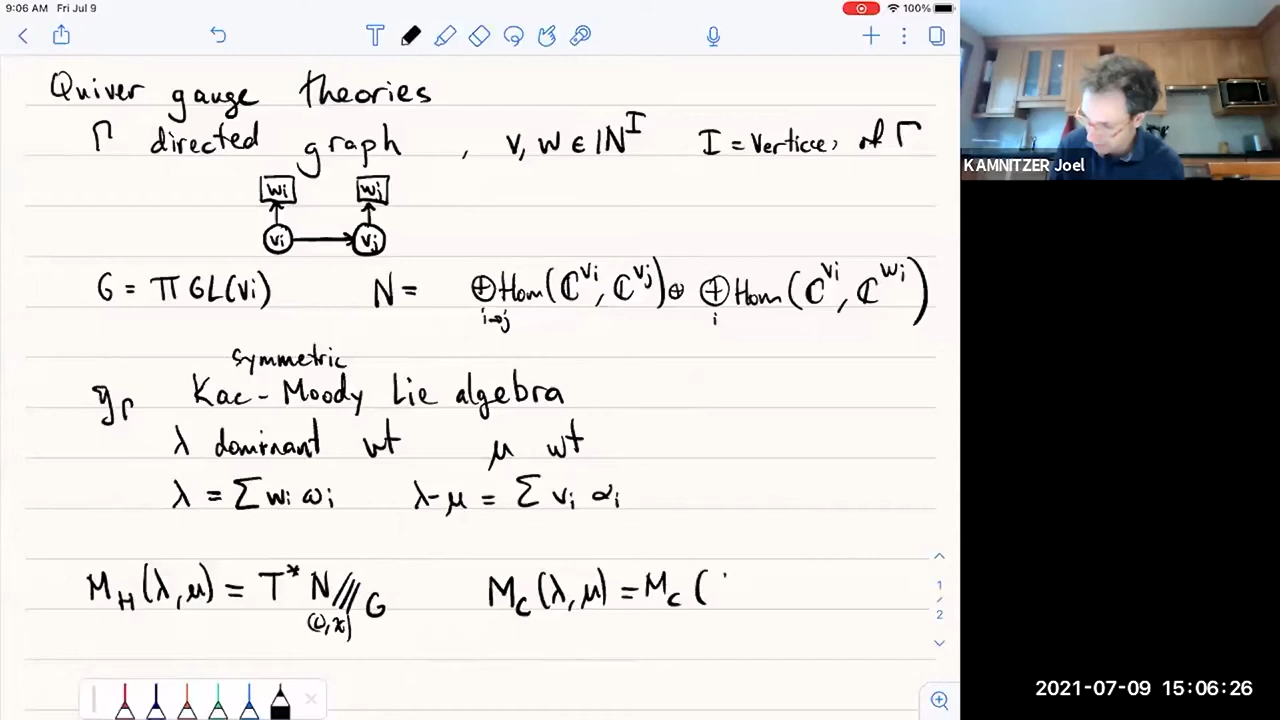 9:06 AM Fri Jul 9
100%
Quiver gauge theories
Γ directed graph , v, w ∈ ℕ^I I = vertices of Γ
wi wj
vi vj
G = π GL(vi) N = ⊕ Hom(ℂ^vi, ℂ^vj) ⊕ ⊕ Hom(ℂ^vi, ℂ^wi)
i→j i
symmetric
𝔤_Γ Kac-Moody Lie algebra
λ dominant wt μ wt
λ = Σ wi ωi λ-μ = Σ vi αi
M_H(λ,μ) = T* N //// G M_C(λ,μ) = M_C (
(0,χ)
1
2
KAMNITZER Joel
2021-07-09 15:06:26